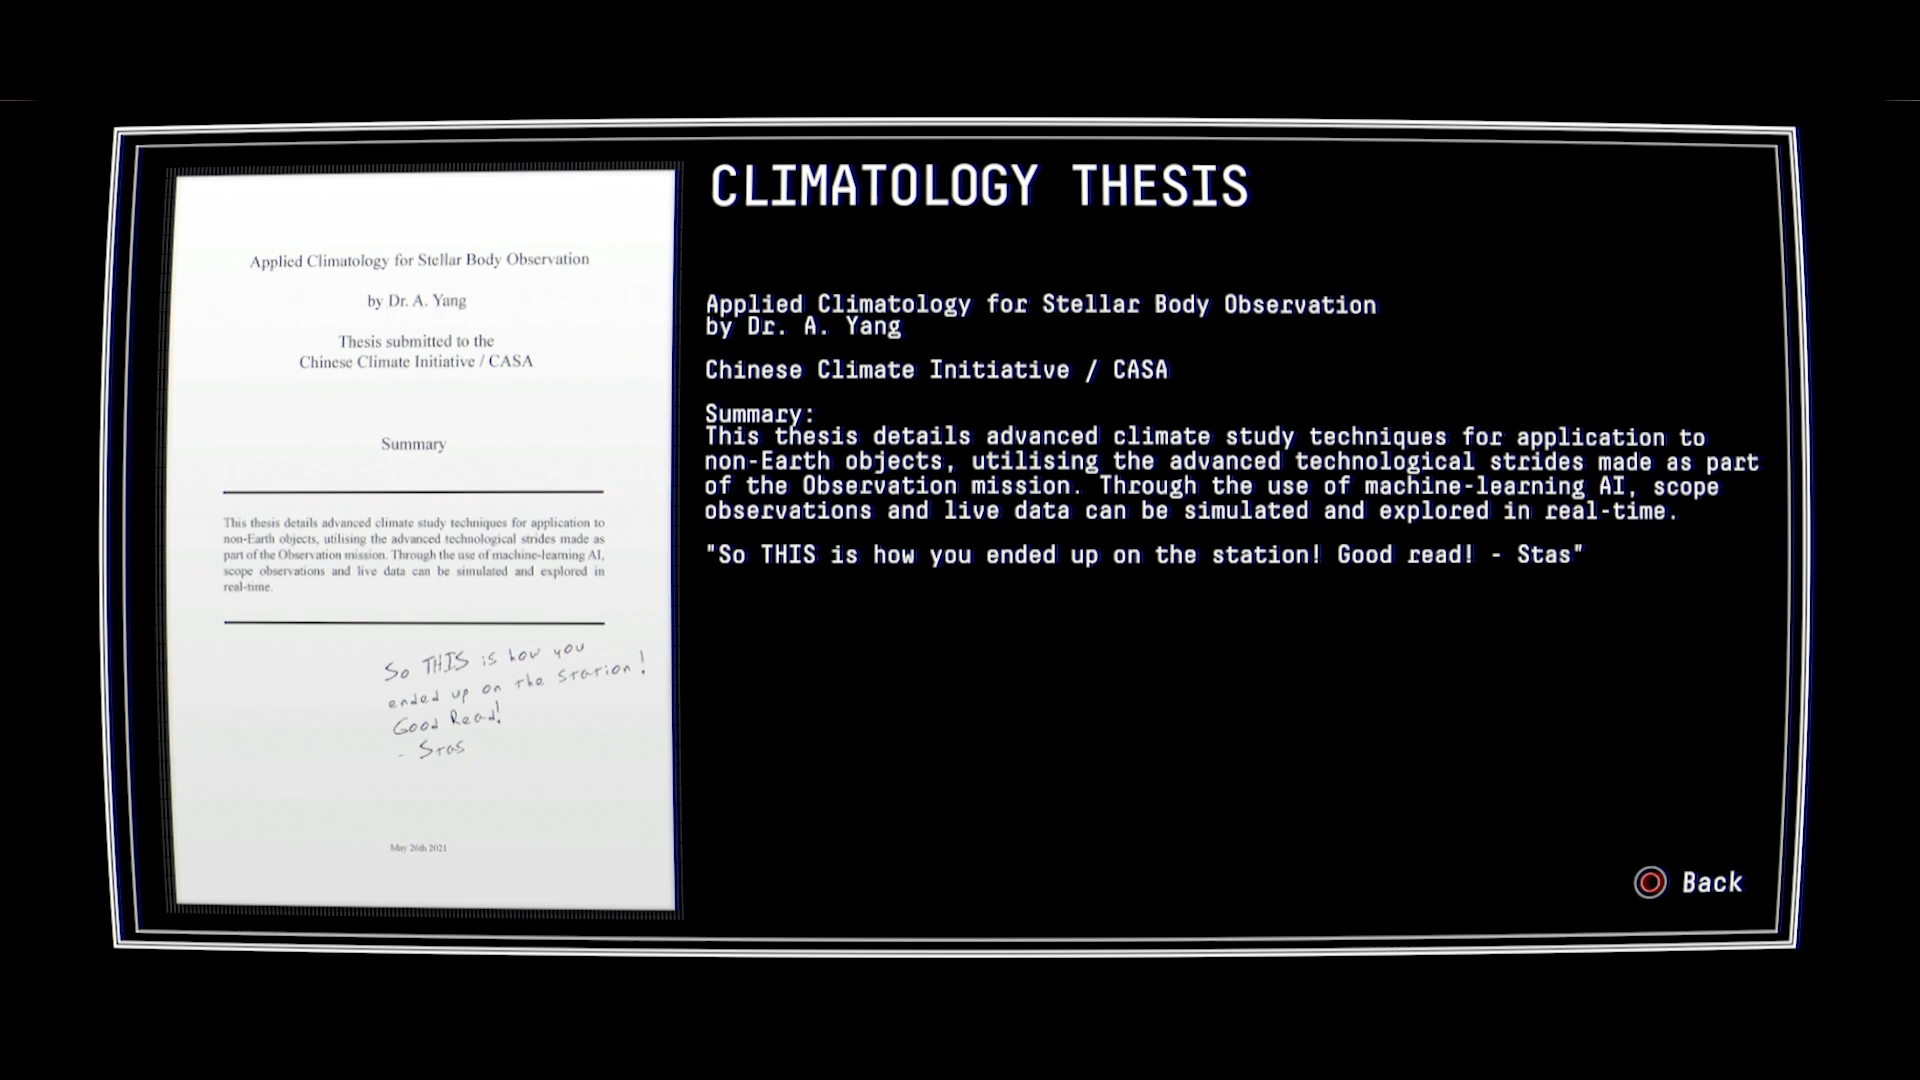 Applied Climatology for Stellar Body Observation
by Dr. A. Yang
Thesis submitted to the
Chinese Climate Initiative / CASA
Summary
This thesis details advanced climate study techniques for application to
non-Earth objects, utilising the advanced technological strides made as
part of the Observation mission. Through the use of machine-learning AI,
scope observations and live data can be simulated and explored in
real-time.
So THIS is how you
ended up on the station!
Good Read!
- Stas
May 26th 2021
CLIMATOLOGY THESIS
Applied Climatology for Stellar Body Observation
by Dr. A. Yang
Chinese Climate Initiative / CASA
Summary:
This thesis details advanced climate study techniques for application to
non-Earth objects, utilising the advanced technological strides made as part
of the Observation mission. Through the use of machine-learning AI, scope
observations and live data can be simulated and explored in real-time.
"So THIS is how you ended up on the station! Good read! - Stas"
Back